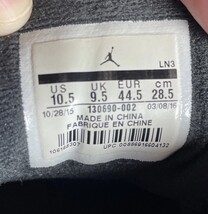 LN3
US UK EUR cm
10.5 9.5 44.5 28.5
10/28/15 130690-002 03/08/16
MADE IN CHINA
FABRIQUE EN CHINE
UPC 00886916604132